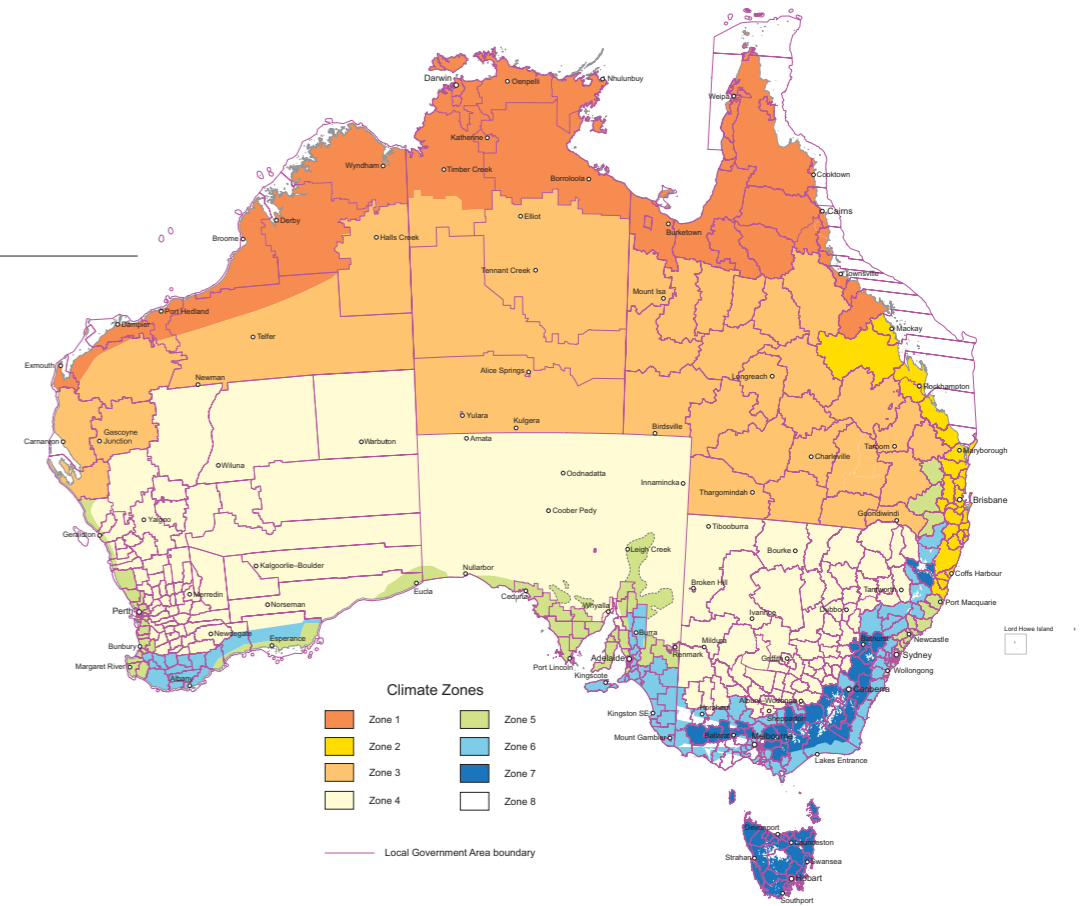 Darwin
Oenpelli
Nhulunbuy
Weipa
Katherine
Wyndham
Timber Creek
Borroloola
Cooktown
Derby
Elliot
Cairns
Broome
Halls Creek
Burketown
Tennant Creek
Townsville
Mount Isa
Port Hedland
Dampier
Mackay
Telfer
Exmouth
Newman
Alice Springs
Longreach
Rockhampton
Yulara
Kulgera
Birdsville
Carnarvon
Gascoyne
Junction
Warbuton
Amata
Taroom
Maryborough
Charleville
Wiluna
Oodnadatta
Innamincka
Thargomindah
Brisbane
Yalgoo
Coober Pedy
Goondiwindi
Geraldton
Tibooburra
Leigh Creek
Bourke
Kalgoorlie–Boulder
Nullarbor
Coffs Harbour
Eucla
Broken Hill
Tamworth
Merredin
Ceduna
Norseman
Whyalla
Port Macquarie
Perth
Ivanhoe
Dubbo
Lord Howe Island
Newdegate
Esperance
Burra
Bathurst
Newcastle
Bunbury
Renmark
Mildura
Sydney
Margaret River
Port Lincoln
Adelaide
Griffith
Wollongong
Albany
Kingscote
Canberra
Climate Zones
Albury Wodonga
Kingston SE
Horsham
Shepparton
Zone 1
Zone 5
Mount Gambier
Ballarat
Melbourne
Zone 2
Zone 6
Lakes Entrance
Zone 3
Zone 7
Zone 4
Zone 8
Devonport
Launceston
Local Government Area boundary
Strahan
Swansea
Hobart
Southport